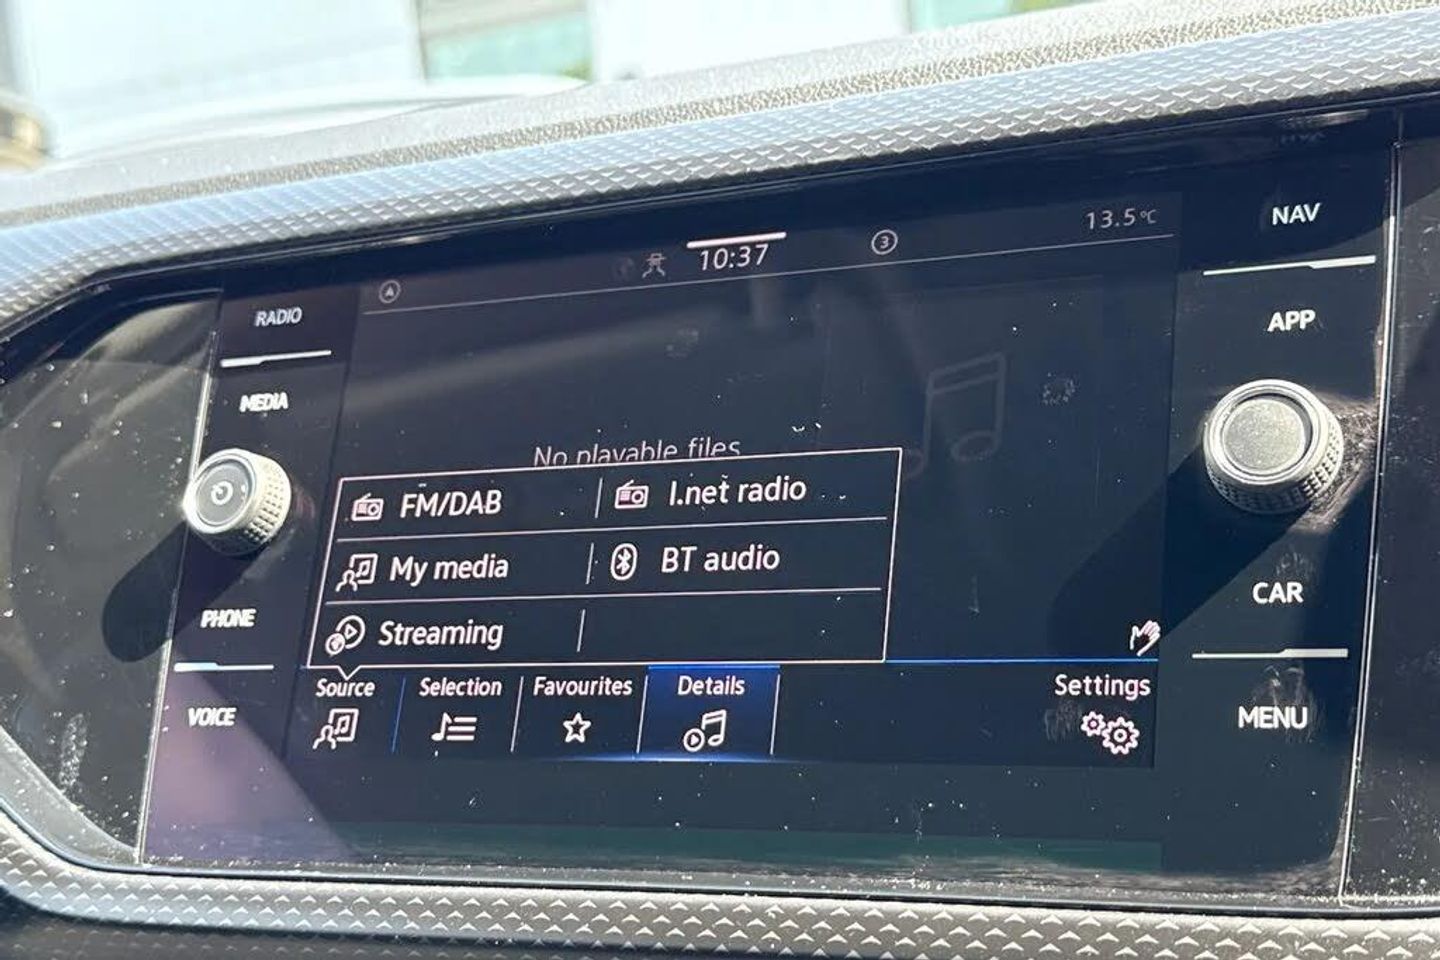 NAV
13.5°C
10:37
3
RADIO
APP
MEDIA
No playable files
FM/DAB
I.net radio
My media
BT audio
CAR
PHONE
Streaming
Source
Selection
Favourites
Details
Settings
VOICE
MENU